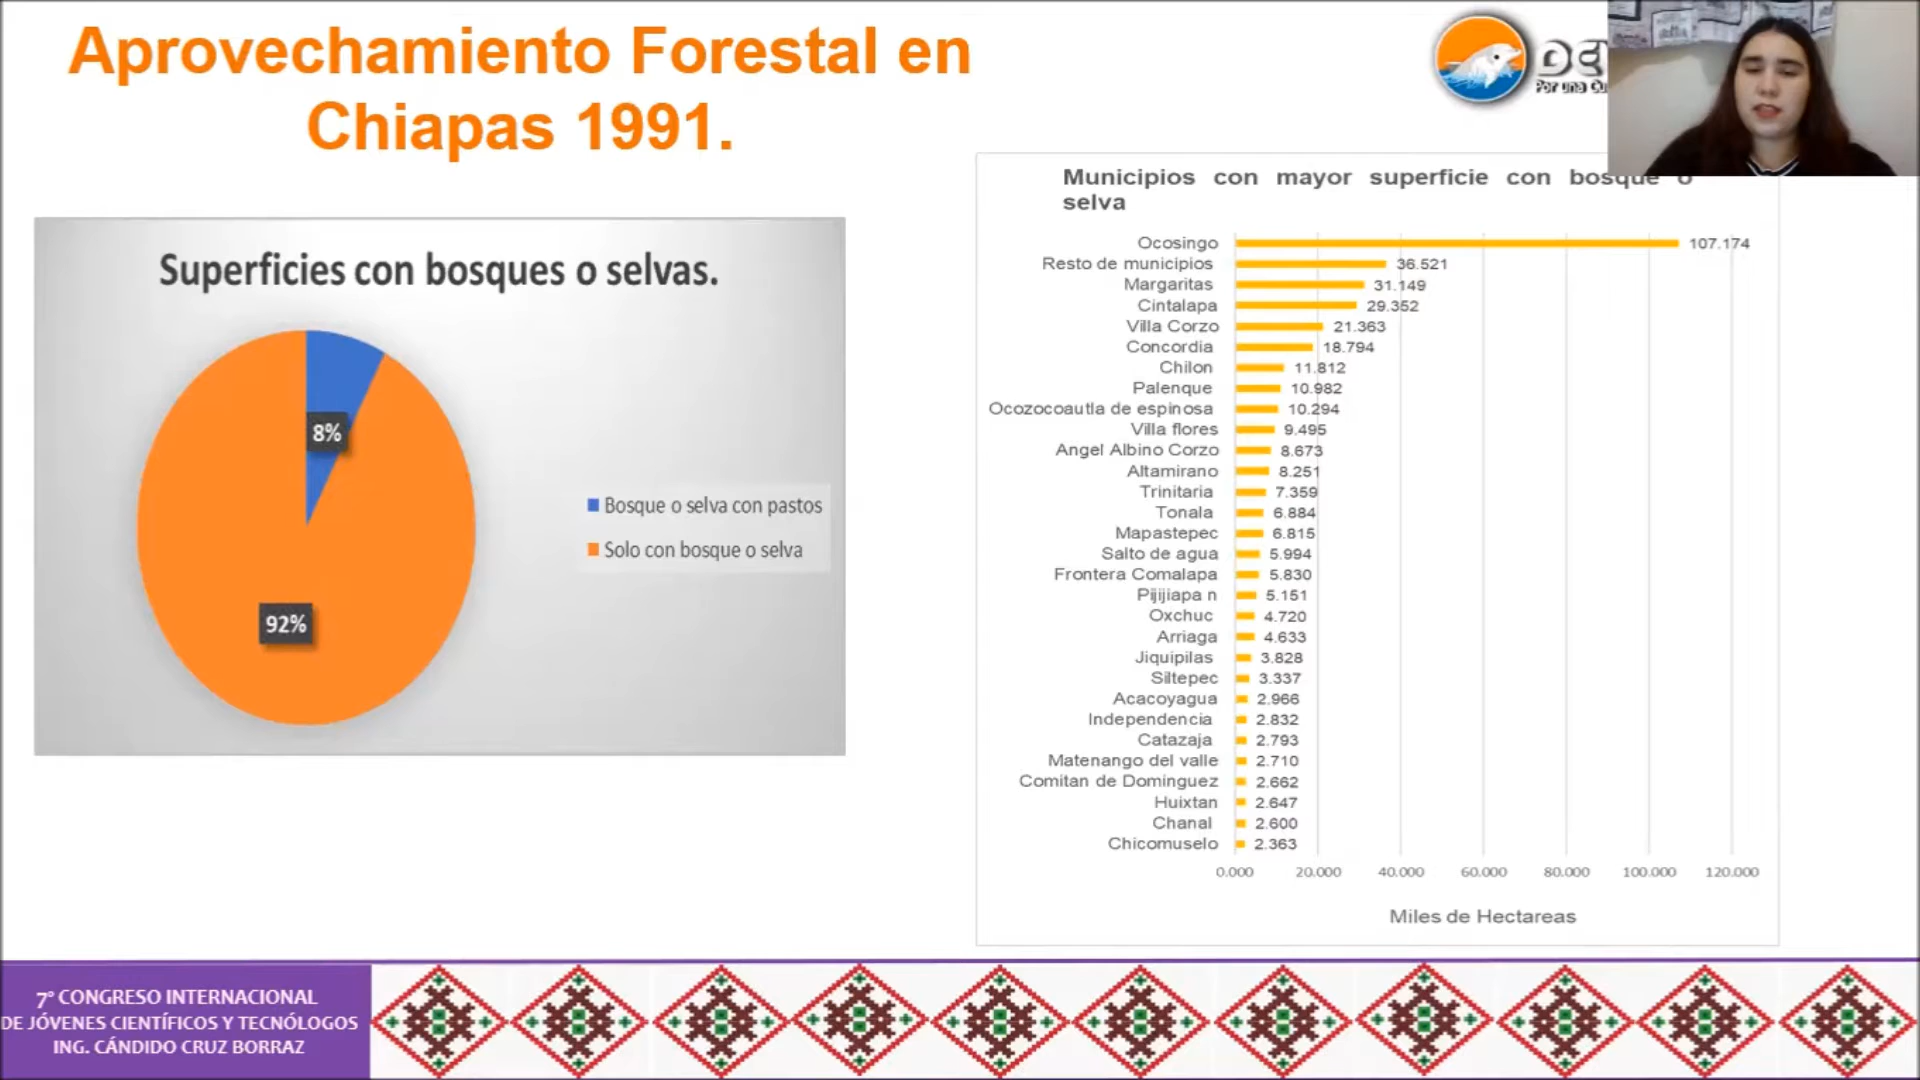 Aprovechamiento Forestal en
Chiapas 1991.
Por una
Superficies con bosques o selvas.
8%
92%
Bosque o selva con pastos
Solo con bosque o selva
Municipios con mayor superficie con bosque o
selva
Ocosingo 107.174
Resto de municipios 36.521
Margaritas 31.149
Cintalapa 29.352
Villa Corzo 21.363
Concordia 18.794
Chilon 11.812
Palenque 10.982
Ocozocoautla de espinosa 10.294
Villa flores 9.495
Angel Albino Corzo 8.673
Altamirano 8.251
Trinitaria 7.359
Tonala 6.884
Mapastepec 6.815
Salto de agua 5.994
Frontera Comalapa 5.830
Pijijiapa n 5.151
Oxchuc 4.720
Arriaga 4.633
Jiquipilas 3.828
Siltepec 3.337
Acacoyagua 2.966
Independencia 2.832
Catazaja 2.793
Matenango del valle 2.710
Comitan de Dominguez 2.662
Huixtan 2.647
Chanal 2.600
Chicomuselo 2.363
0.000 20.000 40.000 60.000 80.000 100.000 120.000
Miles de Hectareas
7° CONGRESO INTERNACIONAL
DE JÓVENES CIENTÍFICOS Y TECNÓLOGOS
ING. CÁNDIDO CRUZ BORRAZ